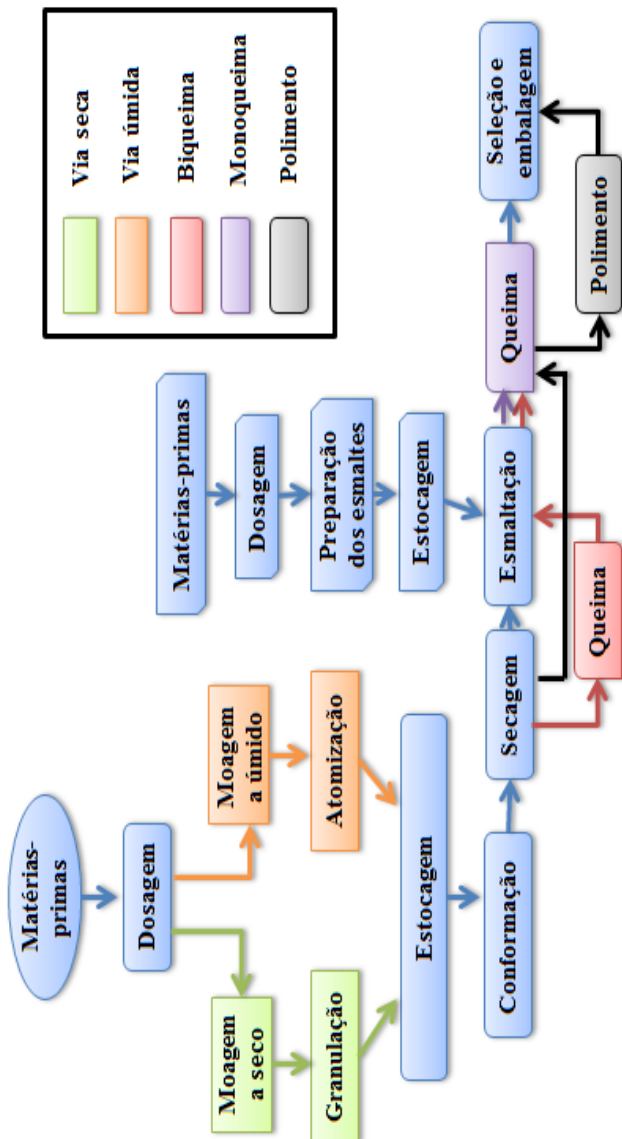 Matérias-
primas
Dosagem
Moagem
a seco
Granulação
Moagem
a úmido
Atomização
Estocagem
Conformação
Secagem
Queima
Matérias-primas
Dosagem
Preparação
dos esmaltes
Estocagem
Esmaltação
Queima
Polimento
Seleção e
embalagem
Via seca
Via úmida
Biqueima
Monoqueima
Polimento